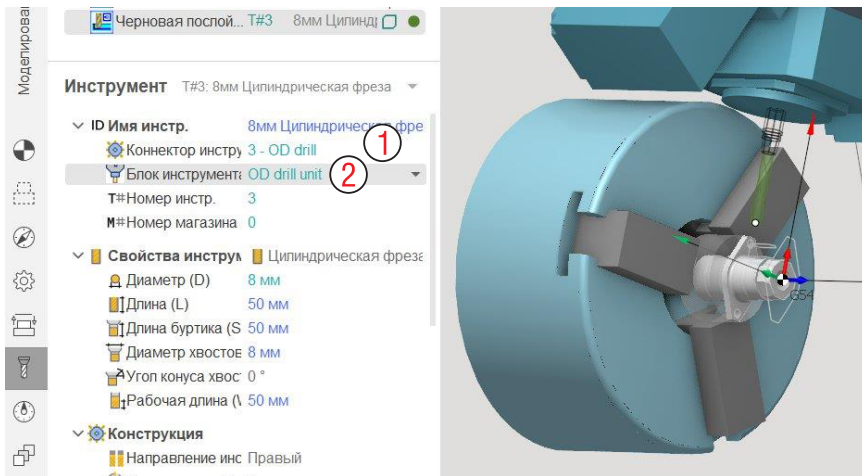 Моделирова
Черновая послой... T#3 8мм Цилинд
Инструмент T#3: 8мм Цилиндрическая фреза
ID Имя инстр. 8мм Цилиндрическая фре
Коннектор инстру 3 - OD drill
1
Блок инструмента OD drill unit
2
T#Номер инстр. 3
M#Номер магазина 0
Свойства инструм Цилиндрическая фреза
Диаметр (D) 8 мм
Длина (L) 50 мм
Длина буртика (S 50 мм
Диаметр хвостов 8 мм
Угол конуса хвос 0 °
Рабочая длина (\ 50 мм
Конструкция
Направление инс Правый
G54